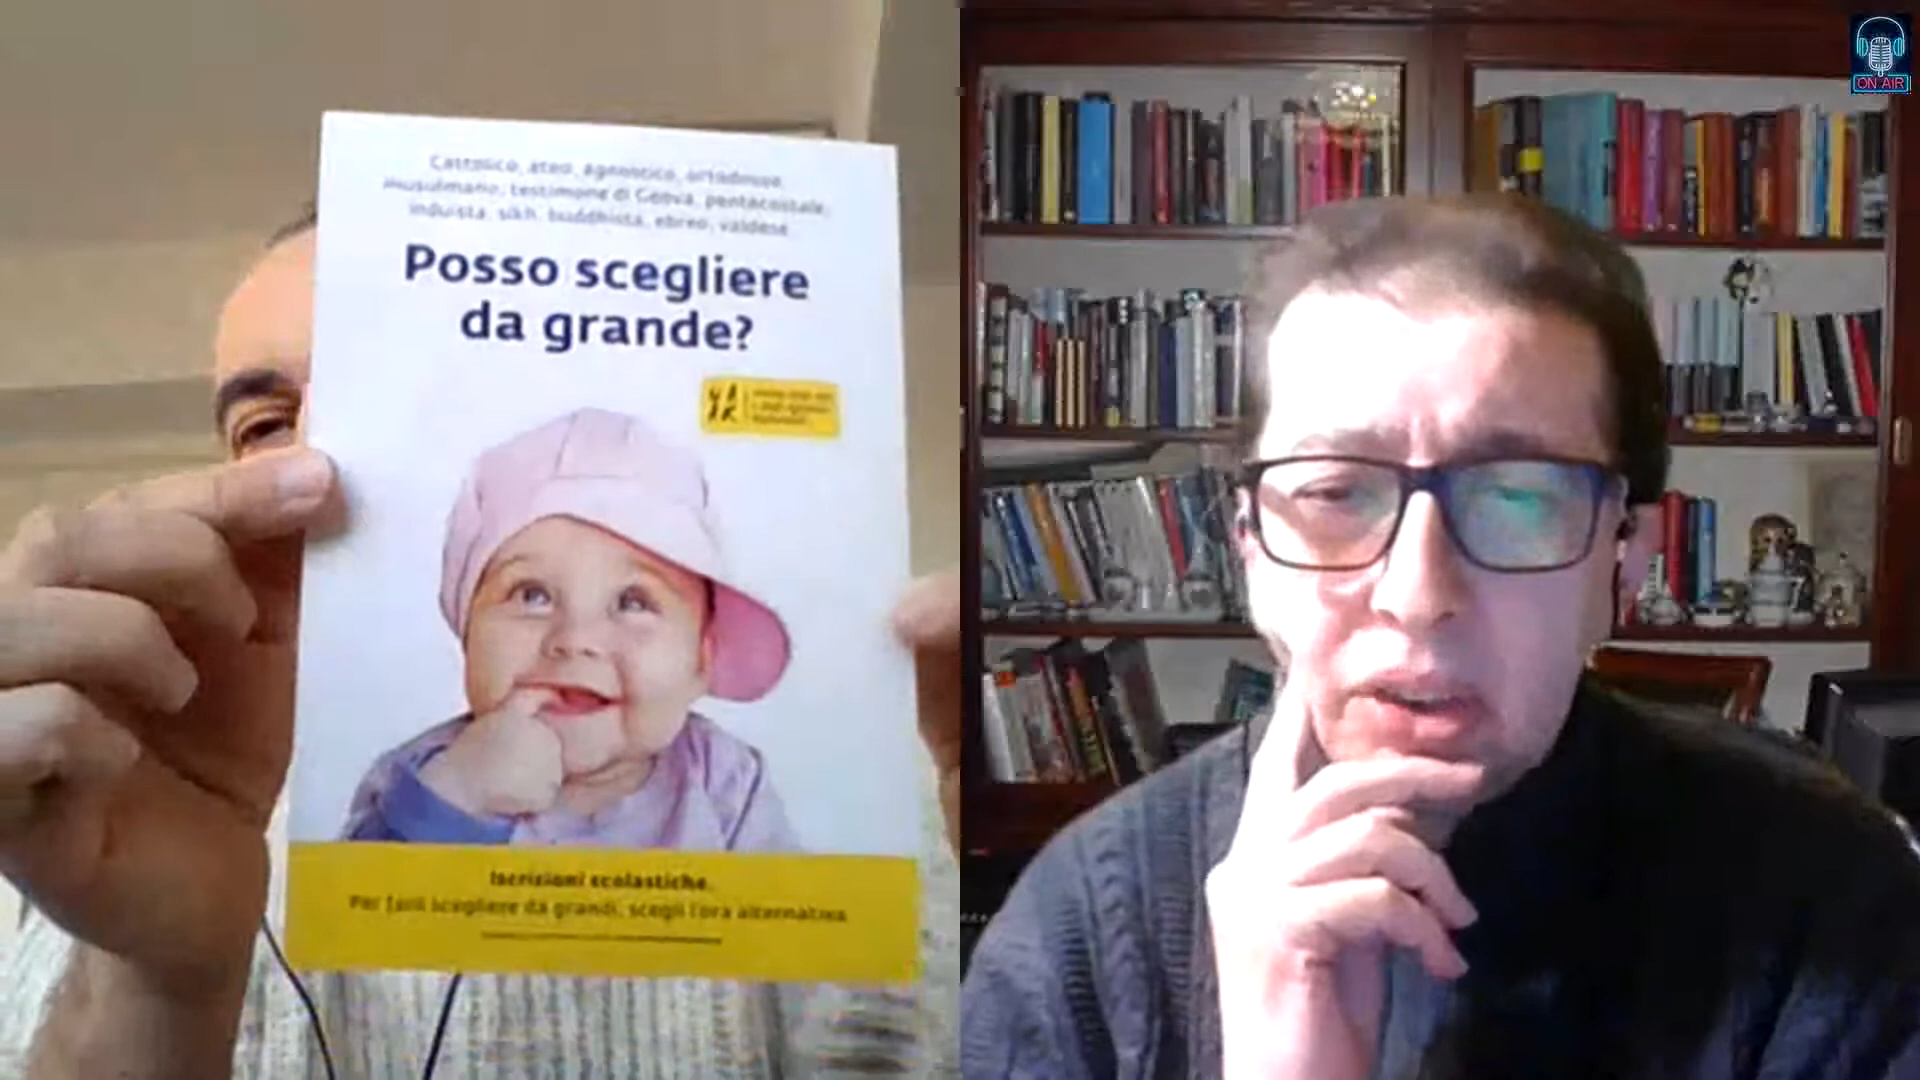 Cattolico, ateo, agnostico, ortodosso,
musulmano, testimone di Geova, pentecostale,
induista, sikh, buddhista, ebreo, valdese
Posso scegliere
da grande?
Iscrizioni scolastiche.
Per farli scegliere da grandi, scegli l'ora alternativa
ON AIR